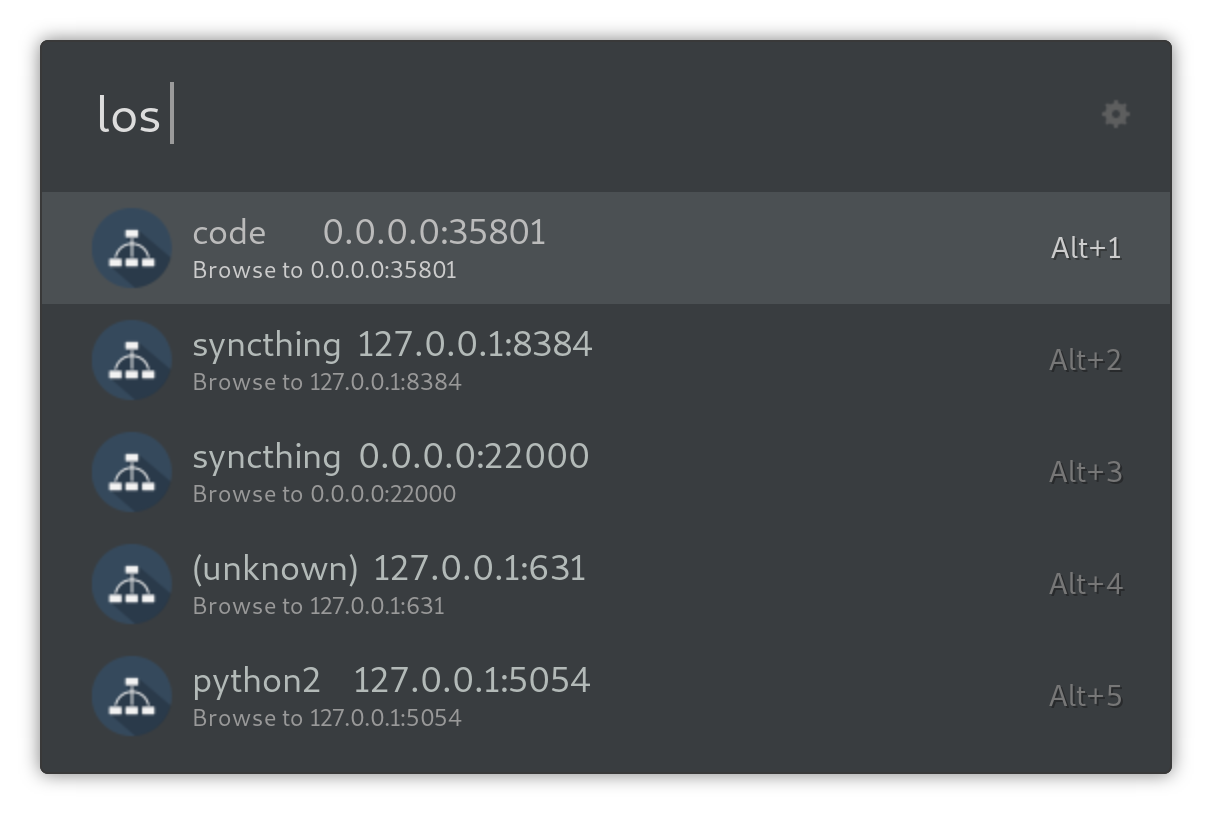 los
code 0.0.0.0:35801
Alt+1
Browse to 0.0.0.0:35801
syncthing 127.0.0.1:8384
Alt+2
Browse to 127.0.0.1:8384
syncthing 0.0.0.0:22000
Alt+3
Browse to 0.0.0.0:22000
(unknown) 127.0.0.1:631
Alt+4
Browse to 127.0.0.1:631
python2 127.0.0.1:5054
Alt+5
Browse to 127.0.0.1:5054